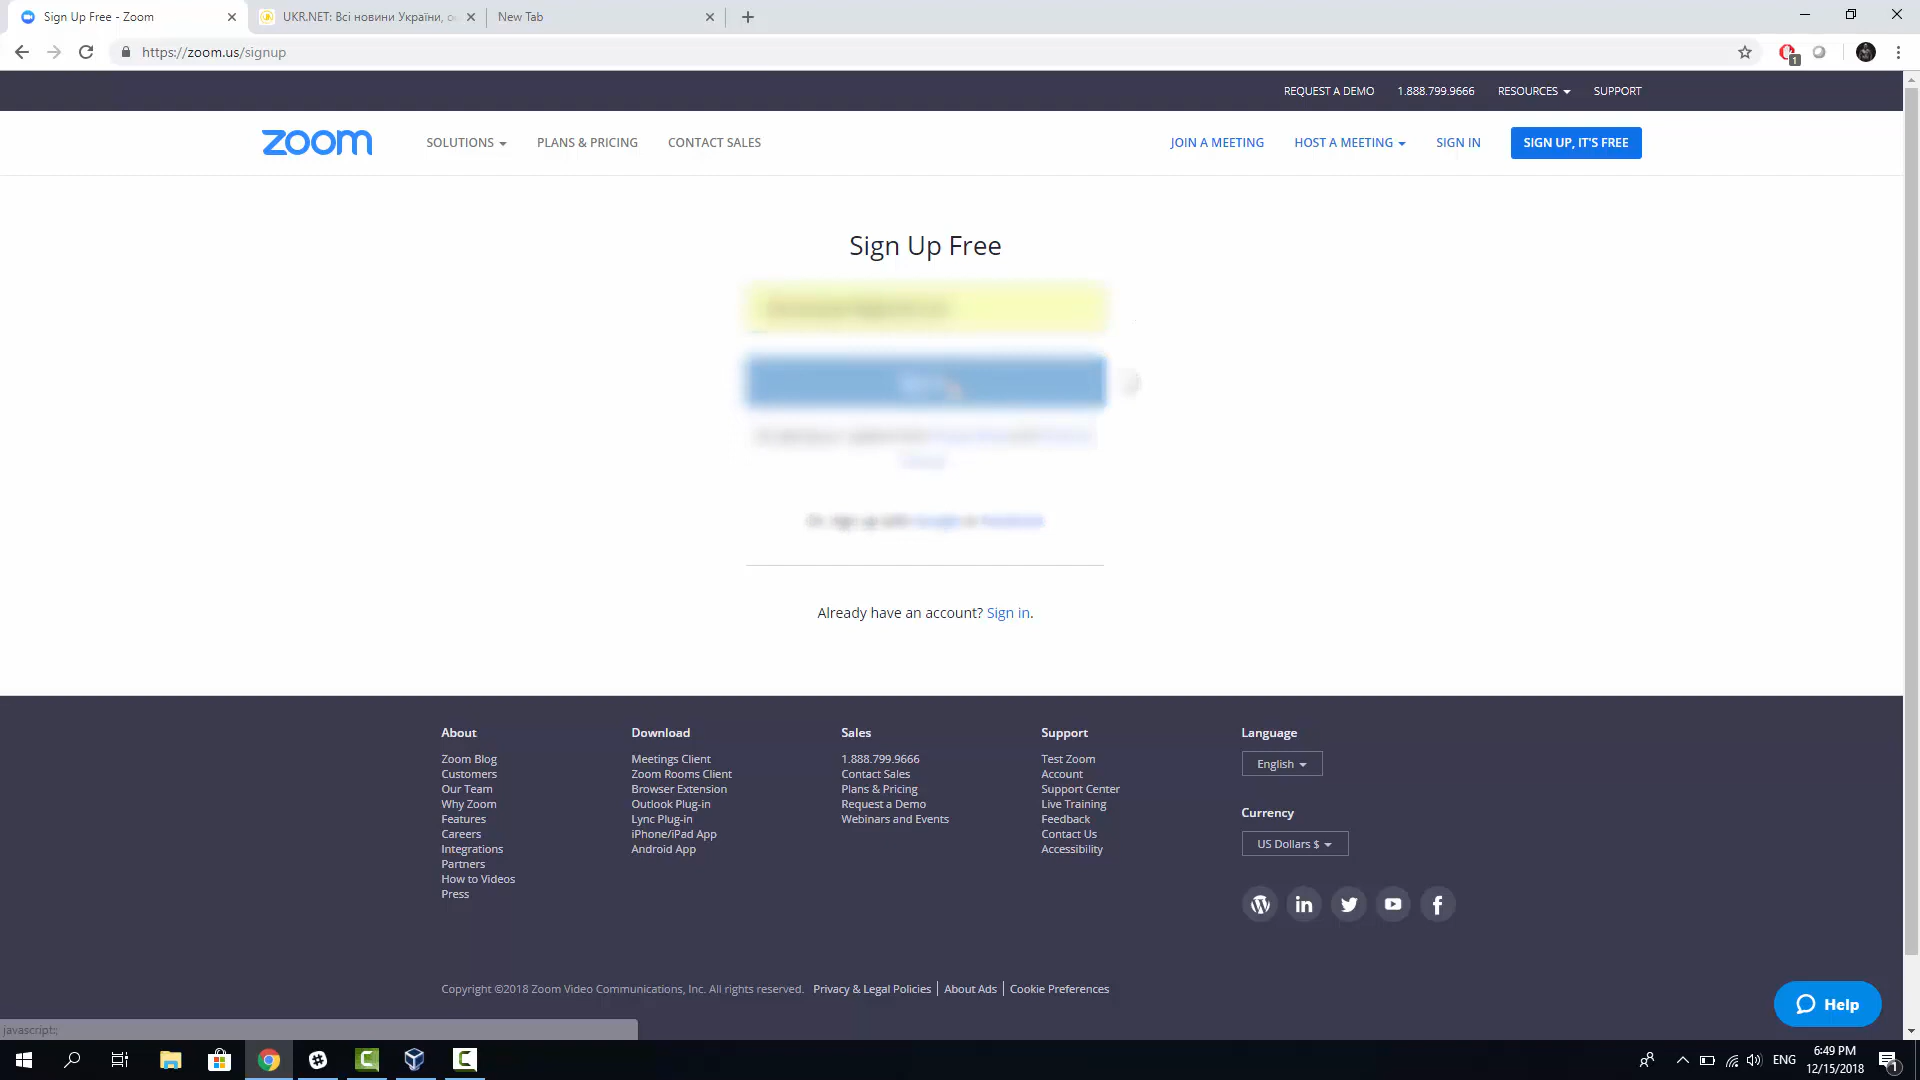 Sign Up Free - Zoom
UKR.NET: Всі новини України, о
New Tab
https://zoom.us/signup
1
REQUEST A DEMO
1.888.799.9666
RESOURCES
SUPPORT
zoom
SOLUTIONS
PLANS & PRICING
CONTACT SALES
JOIN A MEETING
HOST A MEETING
SIGN IN
SIGN UP, IT'S FREE
Sign Up Free
Already have an account? Sign in.
About
Zoom Blog
Customers
Our Team
Why Zoom
Features
Careers
Integrations
Partners
How to Videos
Press
Download
Meetings Client
Zoom Rooms Client
Browser Extension
Outlook Plug-in
Lync Plug-in
iPhone/iPad App
Android App
Sales
1.888.799.9666
Contact Sales
Plans & Pricing
Request a Demo
Webinars and Events
Support
Test Zoom
Account
Support Center
Live Training
Feedback
Contact Us
Accessibility
Language
English
Currency
US Dollars $
Copyright ©2018 Zoom Video Communications, Inc. All rights reserved. Privacy & Legal Policies | About Ads | Cookie Preferences
Help
javascript:;
ENG
6:49 PM
12/15/2018
1